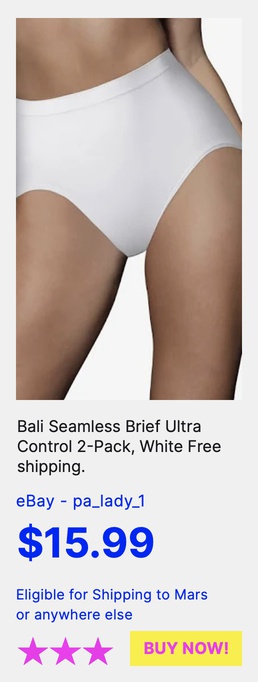 Bali Seamless Brief Ultra
Control 2-Pack, White Free
shipping.
eBay - pa_lady_1
$15.99
Eligible for Shipping to Mars
or anywhere else
BUY NOW!